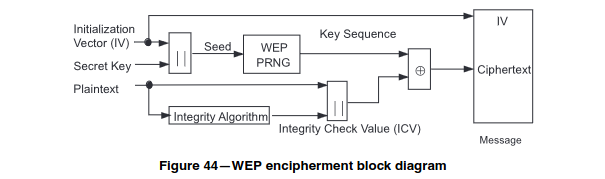 Initialization
Vector (IV)
Secret Key
Plaintext
||
Seed
WEP
PRNG
Key Sequence
IV
Ciphertext
⊕
||
Integrity Algorithm
Integrity Check Value (ICV)
Message
Figure 44—WEP encipherment block diagram